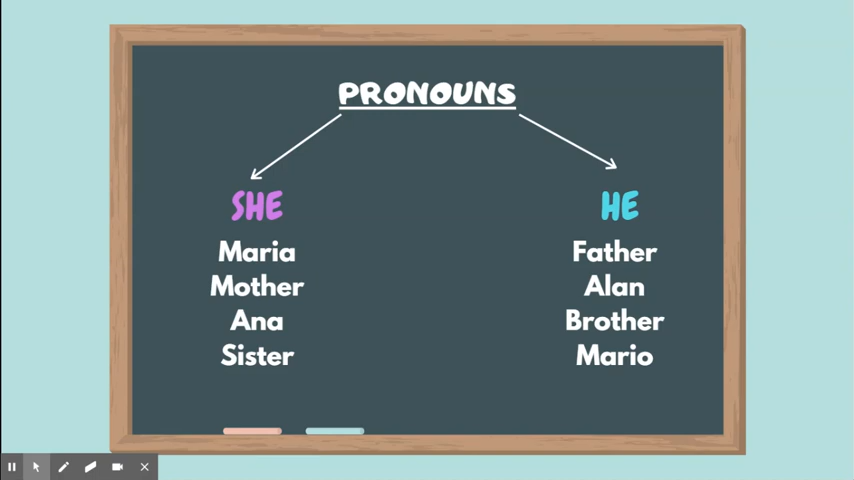 PRONOUNS
SHE
Maria
Mother
Ana
Sister
HE
Father
Alan
Brother
Mario